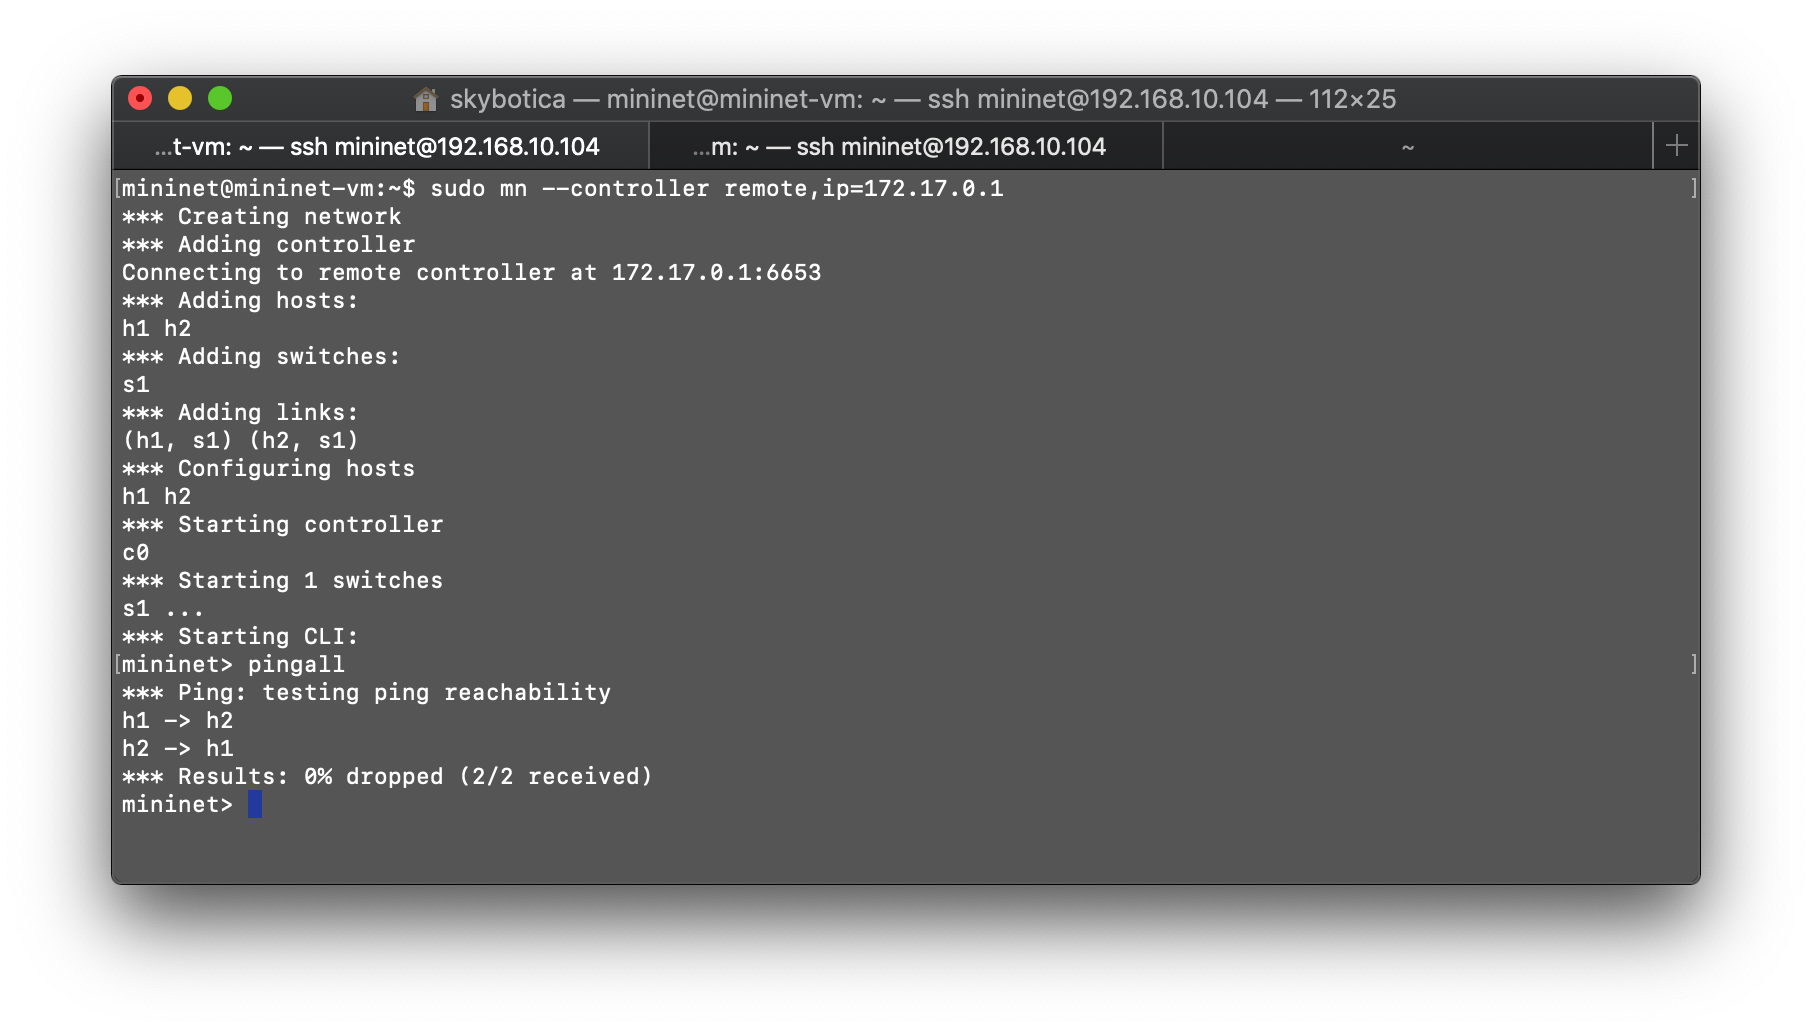 skybotica — mininet@mininet-vm: ~ — ssh mininet@192.168.10.104 — 112×25
...t-vm: ~ — ssh mininet@192.168.10.104
...m: ~ — ssh mininet@192.168.10.104
~
[mininet@mininet-vm:~$ sudo mn --controller remote,ip=172.17.0.1 ]
*** Creating network
*** Adding controller
Connecting to remote controller at 172.17.0.1:6653
*** Adding hosts:
h1 h2
*** Adding switches:
s1
*** Adding links:
(h1, s1) (h2, s1)
*** Configuring hosts
h1 h2
*** Starting controller
c0
*** Starting 1 switches
s1 ...
*** Starting CLI:
[mininet> pingall ]
*** Ping: testing ping reachability
h1 -> h2
h2 -> h1
*** Results: 0% dropped (2/2 received)
mininet>